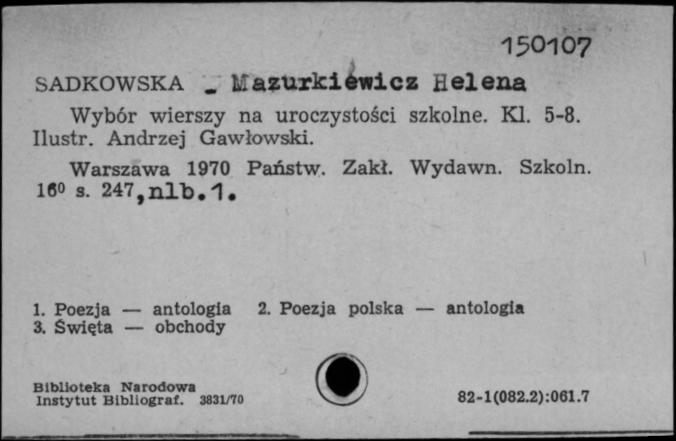 150107
SADKOWSKA - Mazurkiewicz Helena
Wybór wierszy na uroczystości szkolne. Kl. 5-8.
Ilustr. Andrzej Gawłowski.
Warszawa 1970 Państw. Zakł. Wydawn. Szkoln.
16⁰ s. 247, nlb.1.
1. Poezja — antologia 2. Poezja polska — antologia
3. Święta — obchody
Biblioteka Narodowa
Instytut Bibliograf. 3831/70
82-1(082.2):061.7